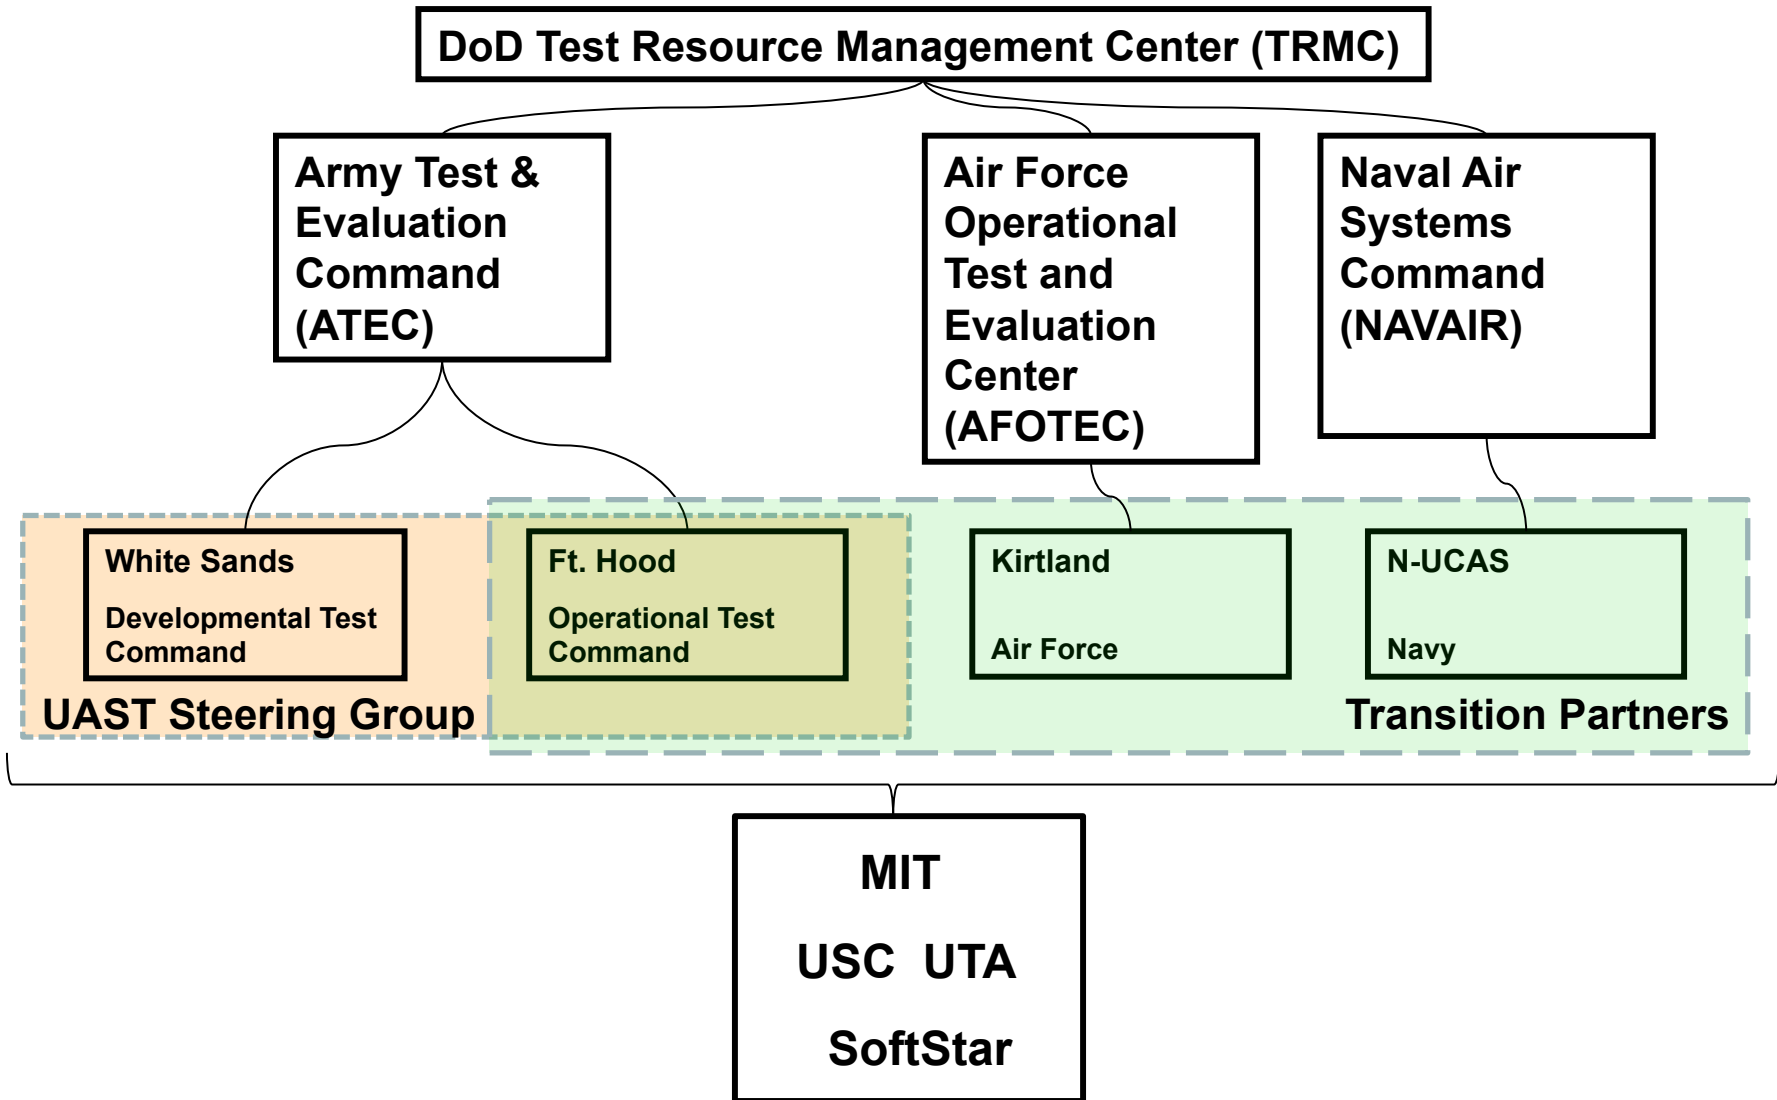 DoD Test Resource Management Center (TRMC)
Army Test &
Evaluation
Command
(ATEC)
Air Force
Operational
Test and
Evaluation
Center
(AFOTEC)
Naval Air
Systems
Command
(NAVAIR)
White Sands
Developmental Test
Command
Ft. Hood
Operational Test
Command
Kirtland
Air Force
N-UCAS
Navy
UAST Steering Group
Transition Partners
MIT
USC UTA
SoftStar